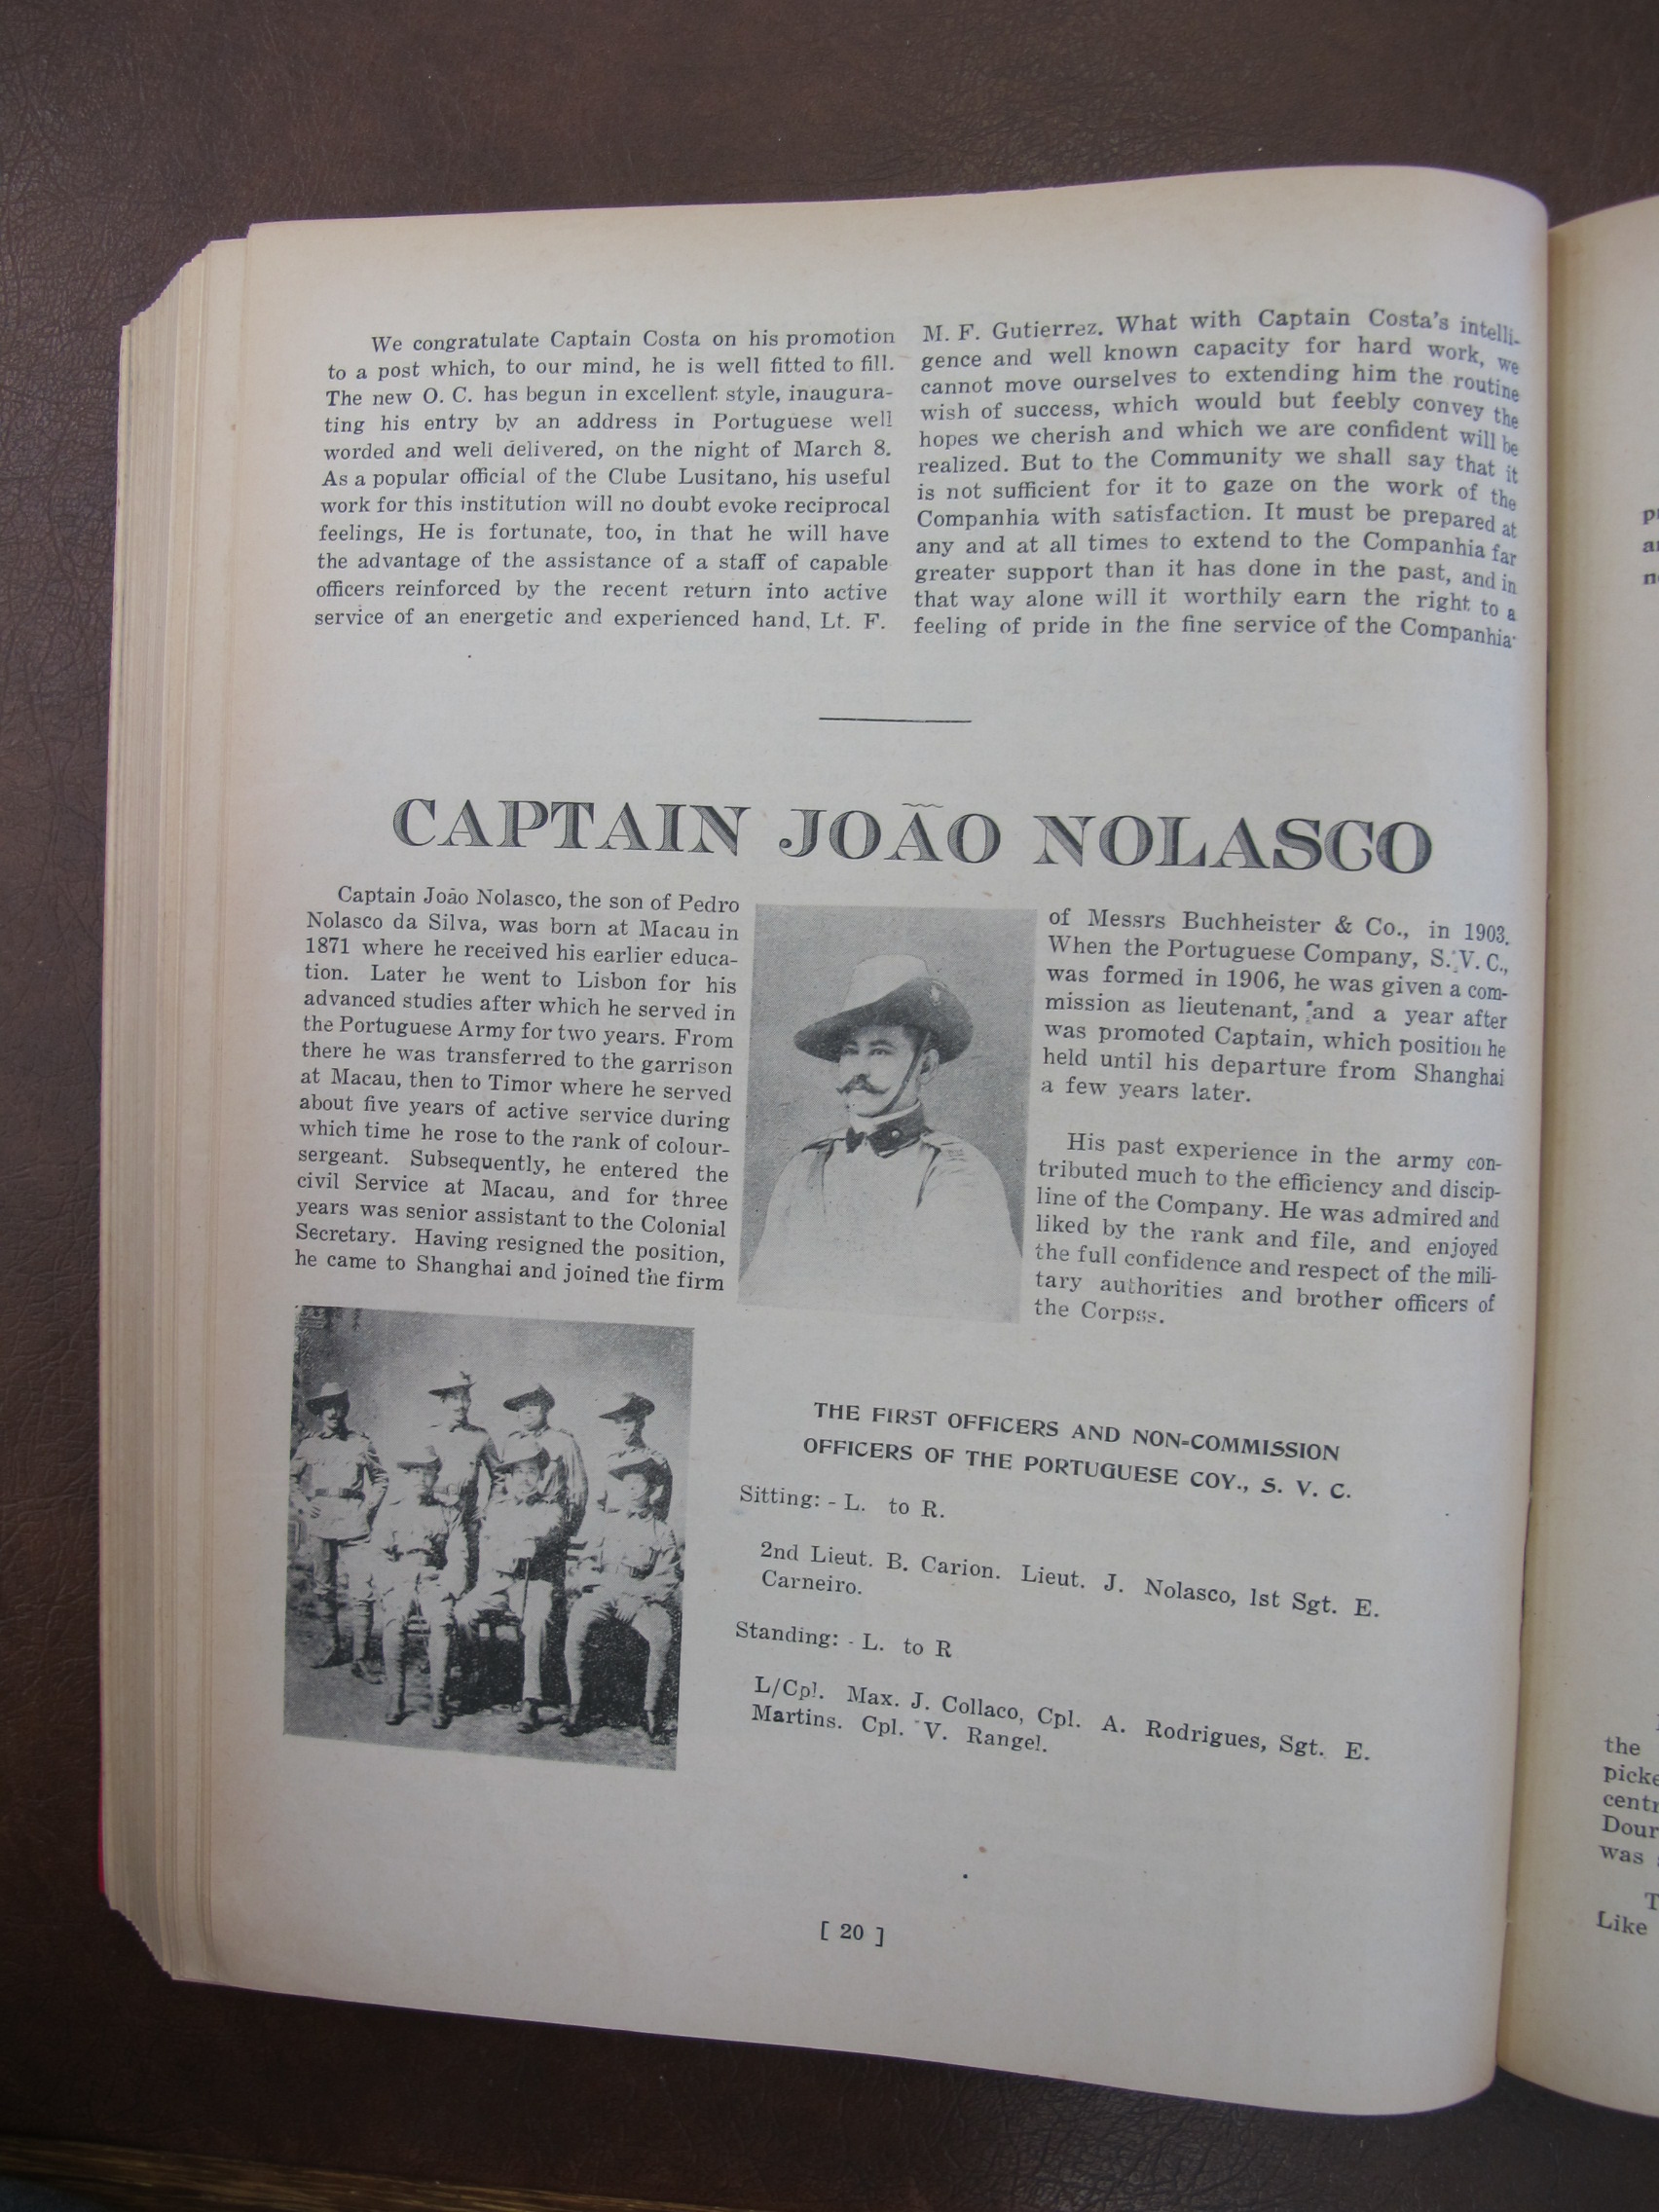 We congratulate Captain Costa on his promotion
to a post which, to our mind, he is well fitted to fill.
The new O. C. has begun in excellent style, inaugura-
ting his entry by an address in Portuguese well
worded and well delivered, on the night of March 8.
As a popular official of the Clube Lusitano, his useful
work for this institution will no doubt evoke reciprocal
feelings, He is fortunate, too, in that he will have
the advantage of the assistance of a staff of capable
officers reinforced by the recent return into active
service of an energetic and experienced hand, Lt. F.
M. F. Gutierrez. What with Captain Costa's intelli-
gence and well known capacity for hard work, we
cannot move ourselves to extending him the routine
wish of success, which would but feebly convey the
hopes we cherish and which we are confident will be
realized. But to the Community we shall say that it
is not sufficient for it to gaze on the work of the
Companhia with satisfaction. It must be prepared at
any and at all times to extend to the Companhia far
greater support than it has done in the past, and in
that way alone will it worthily earn the right to a
feeling of pride in the fine service of the Companhia
CAPTAIN JOÃO NOLASCO
Captain João Nolasco, the son of Pedro
Nolasco da Silva, was born at Macau in
1871 where he received his earlier educa-
tion. Later he went to Lisbon for his
advanced studies after which he served in
the Portuguese Army for two years. From
there he was transferred to the garrison
at Macau, then to Timor where he served
about five years of active service during
which time he rose to the rank of colour-
sergeant. Subsequently, he entered the
civil Service at Macau, and for three
years was senior assistant to the Colonial
Secretary. Having resigned the position,
he came to Shanghai and joined the firm
of Messrs Buchheister & Co., in 1903.
When the Portuguese Company, S. V. C.,
was formed in 1906, he was given a com-
mission as lieutenant, and a year after
was promoted Captain, which position he
held until his departure from Shanghai
a few years later.
His past experience in the army con-
tributed much to the efficiency and discip-
line of the Company. He was admired and
liked by the rank and file, and enjoyed
the full confidence and respect of the mili-
tary authorities and brother officers of
the Corpss.
THE FIRST OFFICERS AND NON-COMMISSION
OFFICERS OF THE PORTUGUESE COY., S. V. C.
Sitting: - L. to R.
2nd Lieut. B. Carion. Lieut. J. Nolasco, 1st Sgt. E.
Carneiro.
Standing: - L. to R
L/Cpl. Max. J. Collaco, Cpl. A. Rodrigues, Sgt. E.
Martins. Cpl. V. Rangel.
[ 20 ]
the
picke
centr
Dour
was
T
Like